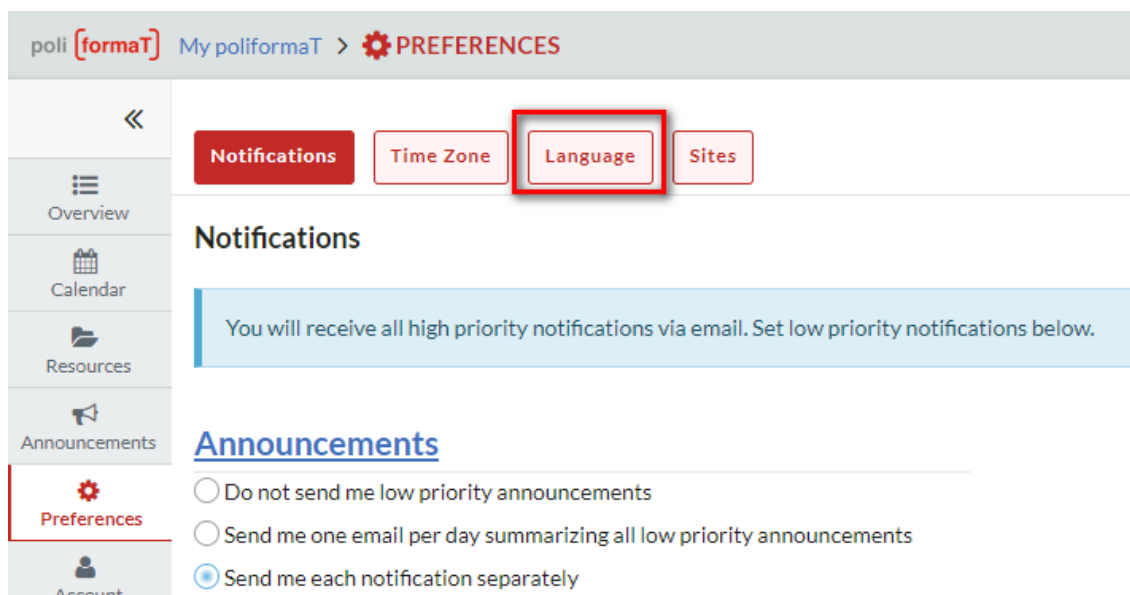 poli [formaT] My poliformaT > PREFERENCES
«
Notifications Time Zone Language Sites
Overview
Calendar
Resources
Announcements
Preferences
Account
Notifications
You will receive all high priority notifications via email. Set low priority notifications below.
Announcements
Do not send me low priority announcements
Send me one email per day summarizing all low priority announcements
Send me each notification separately